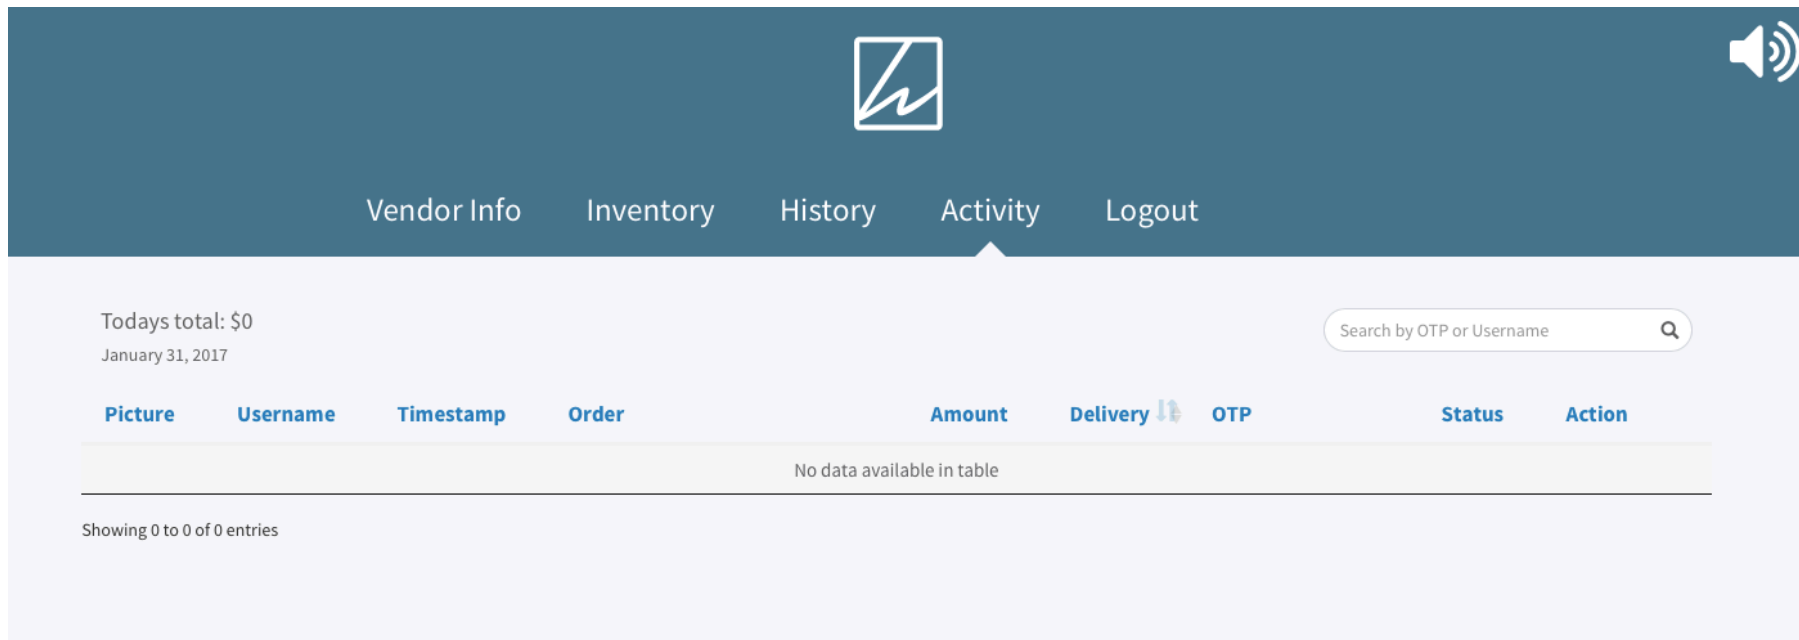 Vendor Info Inventory History Activity Logout
Todays total: $0
January 31, 2017
Search by OTP or Username
Picture Username Timestamp Order Amount Delivery OTP Status Action
No data available in table
Showing 0 to 0 of 0 entries